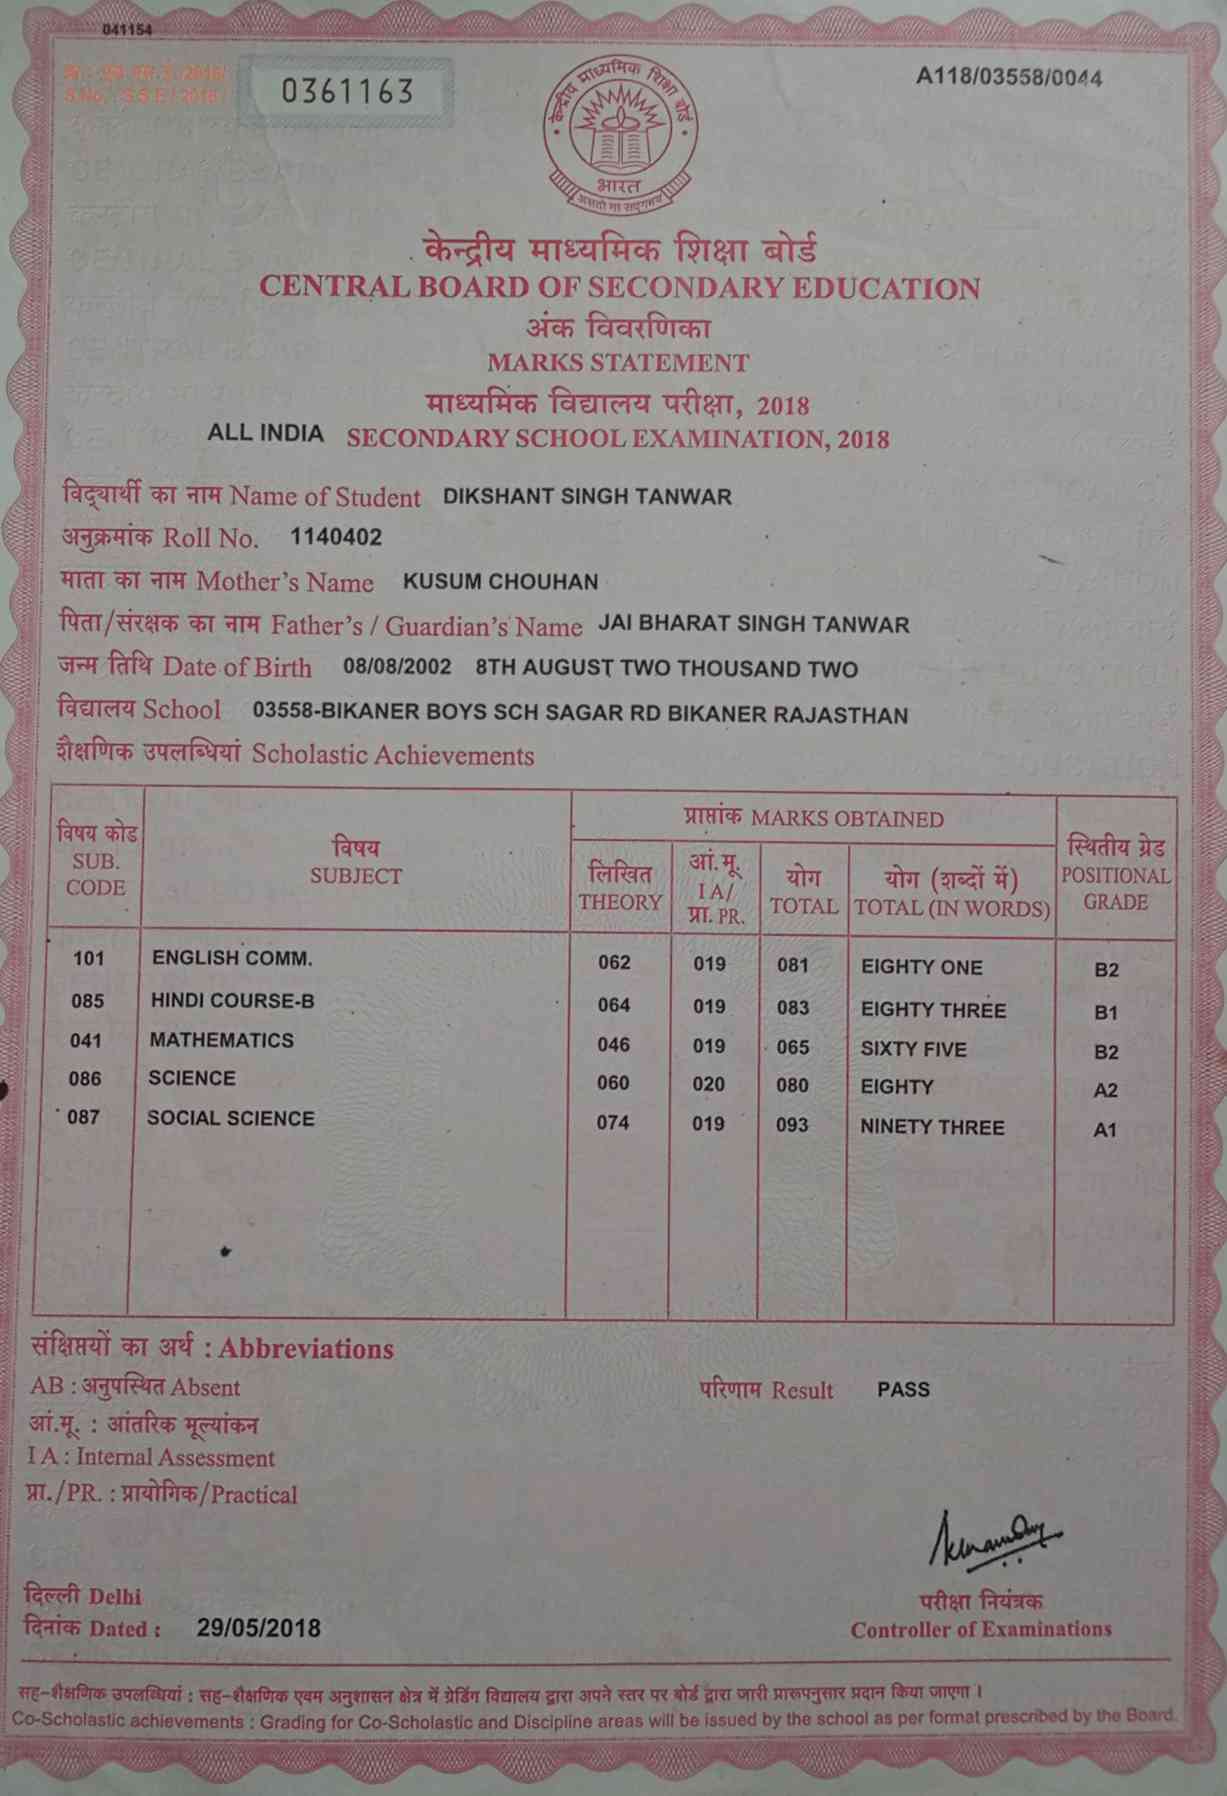 041154
0361163
A118/03558/0044
केन्द्रीय माध्यमिक शिक्षा बोर्ड
भारत
असतो मा सद्गमय
केन्द्रीय माध्यमिक शिक्षा बोर्ड
CENTRAL BOARD OF SECONDARY EDUCATION
अंक विवरणिका
MARKS STATEMENT
माध्यमिक विद्यालय परीक्षा, 2018
ALL INDIA SECONDARY SCHOOL EXAMINATION, 2018
विद्यार्थी का नाम Name of Student DIKSHANT SINGH TANWAR
अनुक्रमांक Roll No. 1140402
माता का नाम Mother's Name KUSUM CHOUHAN
पिता/संरक्षक का नाम Father's / Guardian's Name JAI BHARAT SINGH TANWAR
जन्म तिथि Date of Birth 08/08/2002 8TH AUGUST TWO THOUSAND TWO
विद्यालय School 03558-BIKANER BOYS SCH SAGAR RD BIKANER RAJASTHAN
शैक्षणिक उपलब्धियां Scholastic Achievements
विषय कोड SUB. CODE
विषय SUBJECT
प्राप्तांक MARKS OBTAINED
लिखित THEORY
आं.मू. I A/ प्रा. PR.
योग TOTAL
योग (शब्दों में) TOTAL (IN WORDS)
स्थितीय ग्रेड POSITIONAL GRADE
101 ENGLISH COMM. 062 019 081 EIGHTY ONE B2
085 HINDI COURSE-B 064 019 083 EIGHTY THREE B1
041 MATHEMATICS 046 019 065 SIXTY FIVE B2
086 SCIENCE 060 020 080 EIGHTY A2
087 SOCIAL SCIENCE 074 019 093 NINETY THREE A1
संक्षिप्तियों का अर्थ : Abbreviations
AB : अनुपस्थित Absent
परिणाम Result PASS
आं.मू. : आंतरिक मूल्यांकन
I A : Internal Assessment
प्रा./PR. : प्रायोगिक/Practical
दिल्ली Delhi
दिनांक Dated : 29/05/2018
परीक्षा नियंत्रक
Controller of Examinations
सह-शैक्षणिक उपलब्धियां : सह-शैक्षणिक एवम अनुशासन क्षेत्र में ग्रेडिंग विद्यालय द्वारा अपने स्तर पर बोर्ड द्वारा जारी प्रारूपनुसार प्रदान किया जाएगा ।
Co-Scholastic achievements : Grading for Co-Scholastic and Discipline areas will be issued by the school as per format prescribed by the Board.